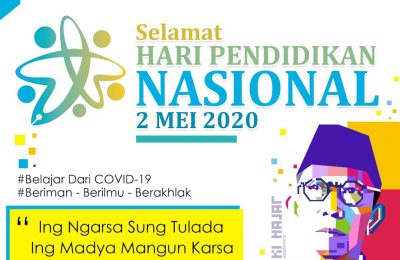 Selamat
HARI PENDIDIKAN
NASIONAL
2 MEI 2020
#Belajar Dari COVID-19
#Beriman - Berilmu - Berakhlak
“ Ing Ngarsa Sung Tulada
Ing Madya Mangun Karsa
KI HAJAR